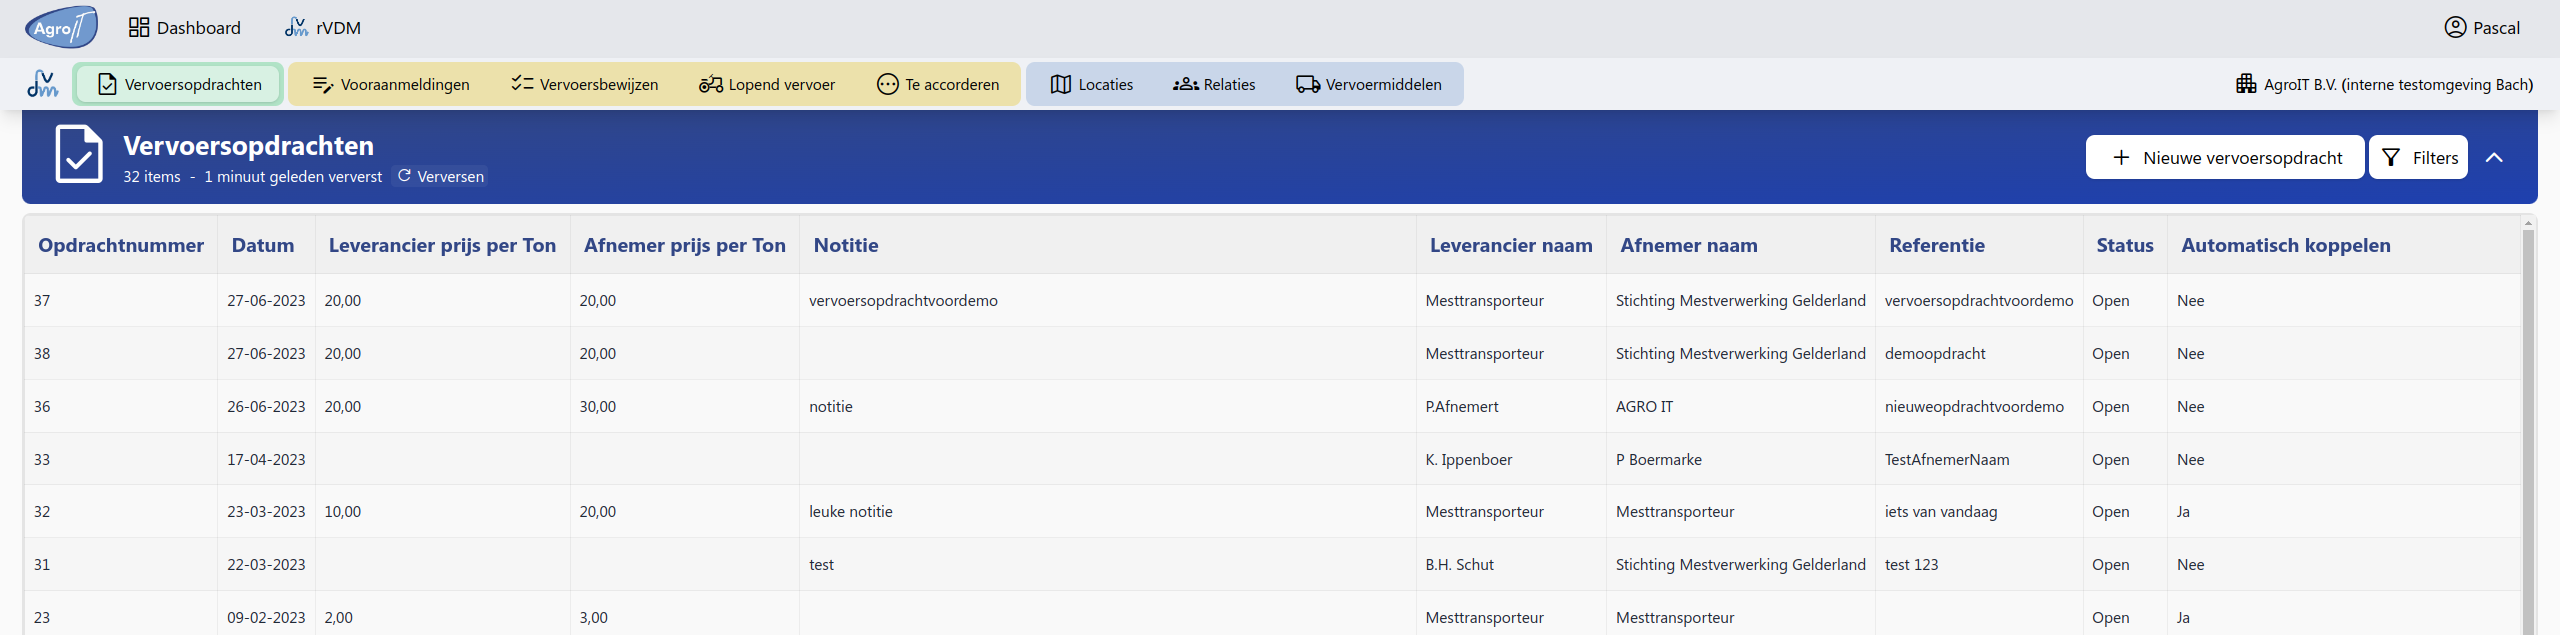 AgroIT Dashboard rVDM Pascal
Vervoersopdrachten Vooraanmeldingen Vervoersbewijzen Lopend vervoer Te accorderen Locaties Relaties Vervoermiddelen AgroIT B.V. (interne testomgeving Bach)
Vervoersopdrachten
32 items - 1 minuut geleden ververst Verversen
Nieuwe vervoersopdracht Filters
Opdrachtnummer Datum Leverancier prijs per Ton Afnemer prijs per Ton Notitie Leverancier naam Afnemer naam Referentie Status Automatisch koppelen
37 27-06-2023 20,00 20,00 vervoersopdrachtvoordemo Mesttransporteur Stichting Mestverwerking Gelderland vervoersopdrachtvoordemo Open Nee
38 27-06-2023 20,00 20,00 Mesttransporteur Stichting Mestverwerking Gelderland demoopdracht Open Nee
36 26-06-2023 20,00 30,00 notitie P.Afnemert AGRO IT nieuweopdrachtvoordemo Open Nee
33 17-04-2023 K. Ippenboer P Boermarke TestAfnemerNaam Open Nee
32 23-03-2023 10,00 20,00 leuke notitie Mesttransporteur Mesttransporteur iets van vandaag Open Ja
31 22-03-2023 test B.H. Schut Stichting Mestverwerking Gelderland test 123 Open Nee
23 09-02-2023 2,00 3,00 Mesttransporteur Mesttransporteur Open Ja